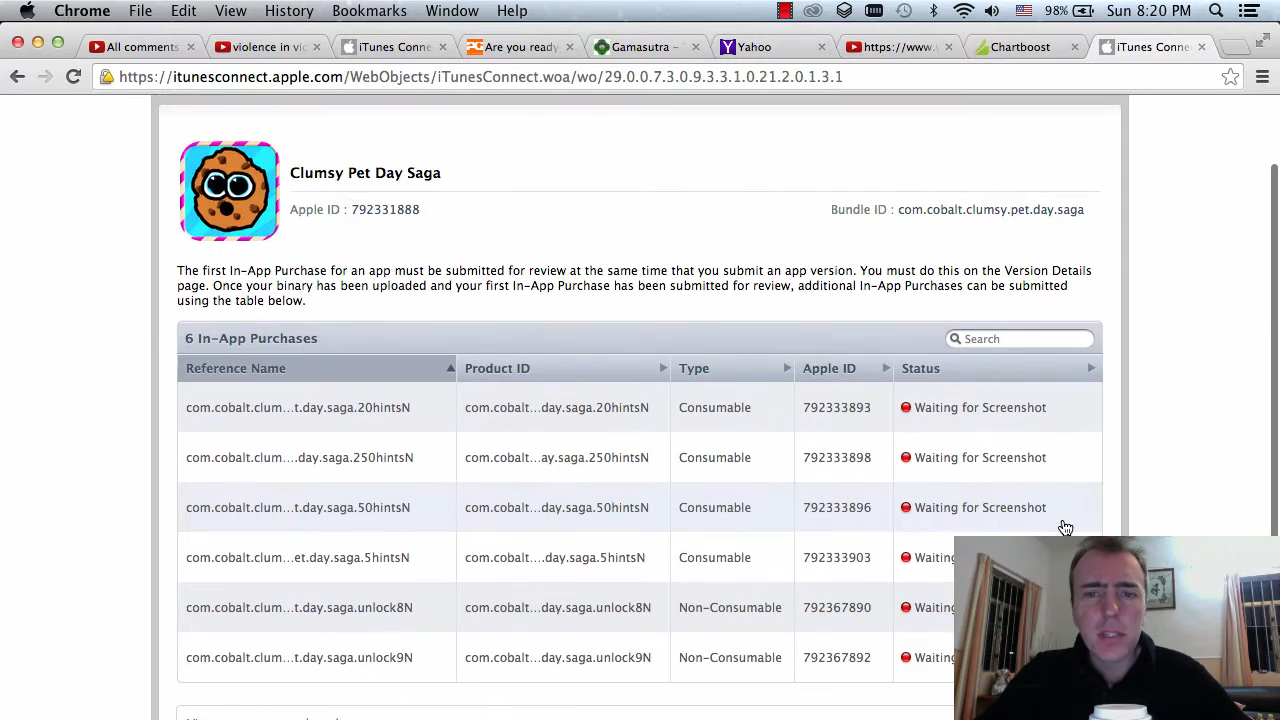 Chrome File Edit View History Bookmarks Window Help 98% Sun 8:20 PM
All comments violence in vi iTunes Conne Are you ready Gamasutra - Yahoo https://www. Chartboost iTunes Conne
https://itunesconnect.apple.com/WebObjects/iTunesConnect.woa/wo/29.0.0.7.3.0.9.3.3.1.0.21.2.0.1.3.1
Clumsy Pet Day Saga
Apple ID : 792331888 Bundle ID : com.cobalt.clumsy.pet.day.saga
The first In-App Purchase for an app must be submitted for review at the same time that you submit an app version. You must do this on the Version Details
page. Once your binary has been uploaded and your first In-App Purchase has been submitted for review, additional In-App Purchases can be submitted
using the table below.
6 In-App Purchases Search
Reference Name Product ID Type Apple ID Status
com.cobalt.clum...t.day.saga.20hintsN com.cobalt...day.saga.20hintsN Consumable 792333893 Waiting for Screenshot
com.cobalt.clum....day.saga.250hintsN com.cobalt...ay.saga.250hintsN Consumable 792333898 Waiting for Screenshot
com.cobalt.clum...t.day.saga.50hintsN com.cobalt...day.saga.50hintsN Consumable 792333896 Waiting for Screenshot
com.cobalt.clum...et.day.saga.5hintsN com.cobalt....day.saga.5hintsN Consumable 792333903 Waitin
com.cobalt.clum...t.day.saga.unlock8N com.cobalt...day.saga.unlock8N Non-Consumable 792367890 Waitin
com.cobalt.clum...t.day.saga.unlock9N com.cobalt...day.saga.unlock9N Non-Consumable 792367892 Waitin